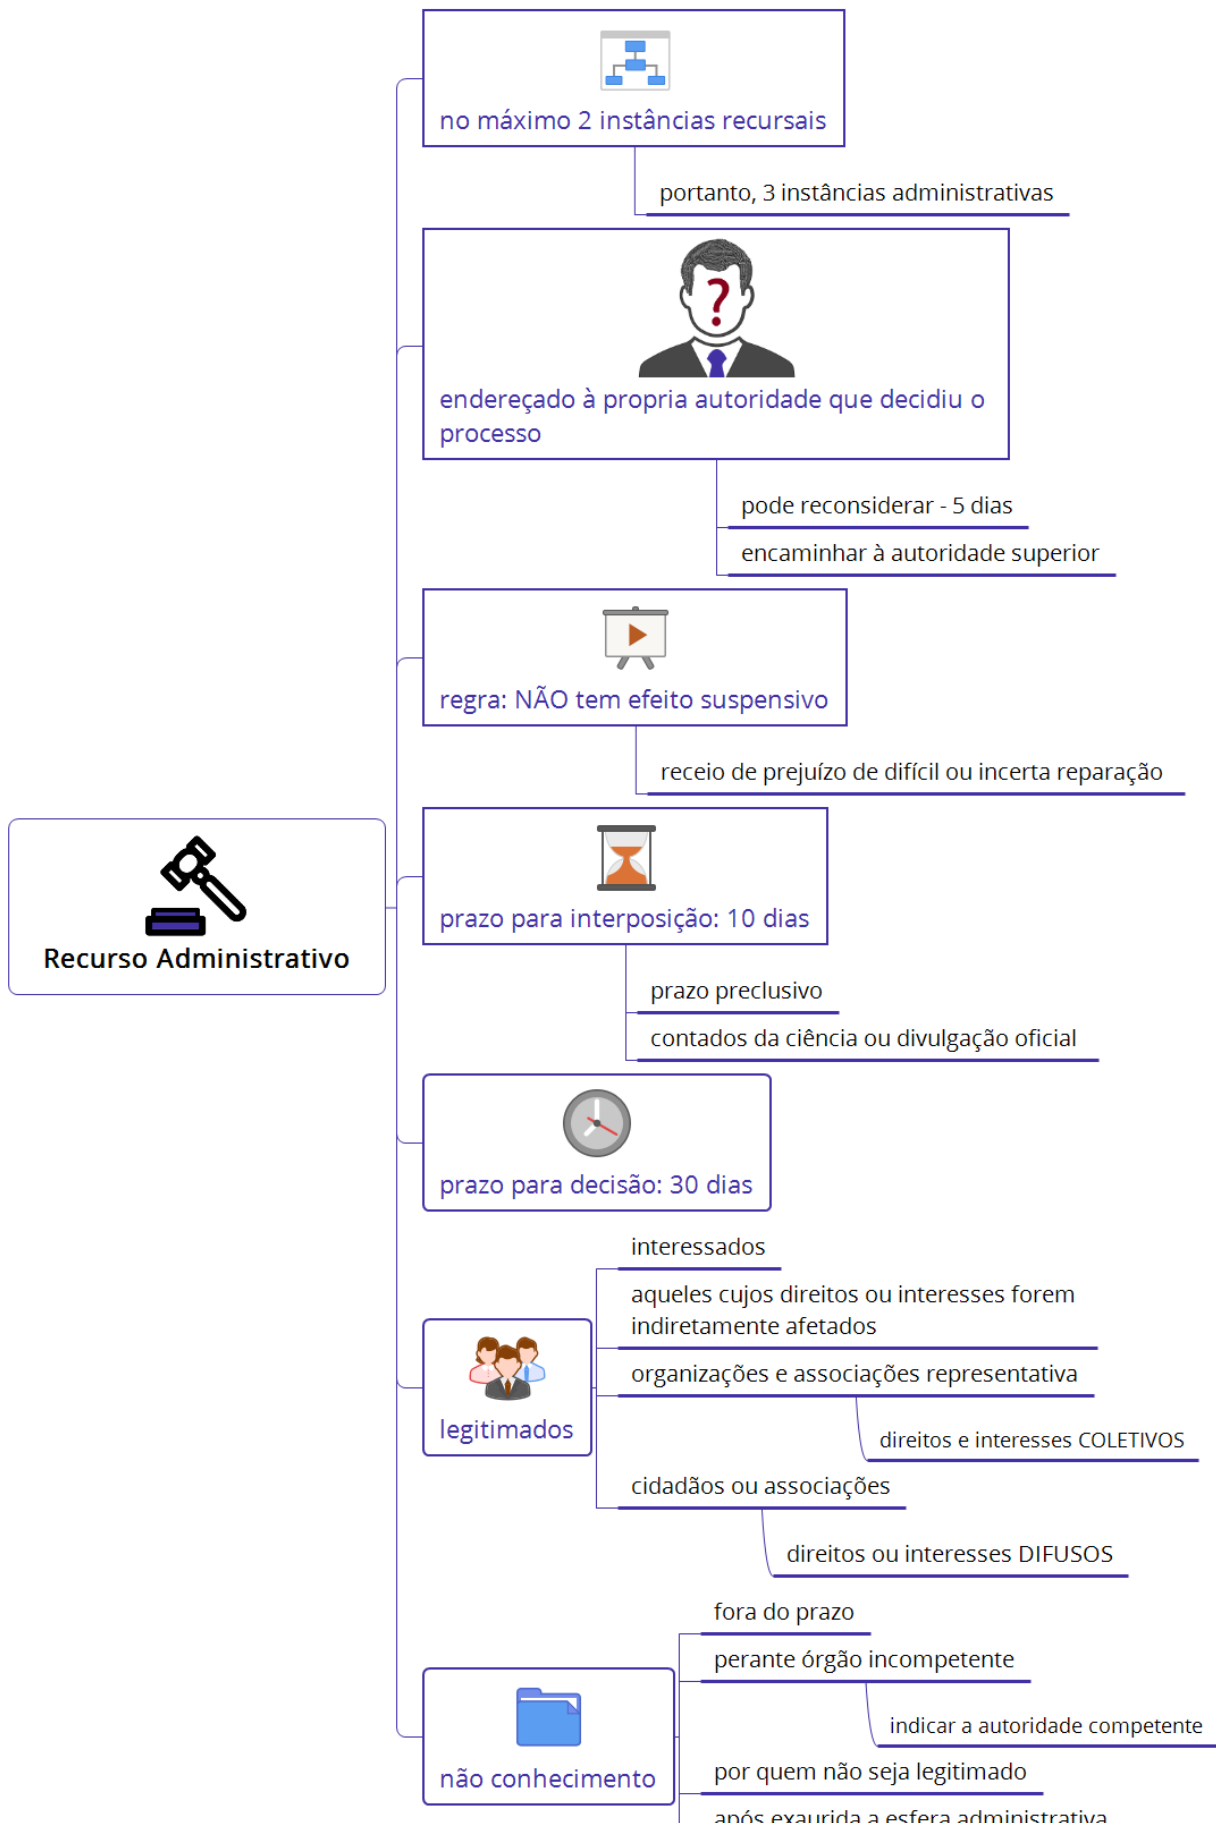 no máximo 2 instâncias recursais
portanto, 3 instâncias administrativas
?
endereçado à propria autoridade que decidiu o
processo
pode reconsiderar - 5 dias
encaminhar à autoridade superior
regra: NÃO tem efeito suspensivo
receio de prejuízo de difícil ou incerta reparação
Recurso Administrativo
prazo para interposição: 10 dias
prazo preclusivo
contados da ciência ou divulgação oficial
prazo para decisão: 30 dias
legitimados
interessados
aqueles cujos direitos ou interesses forem
indiretamente afetados
organizações e associações representativa
direitos e interesses COLETIVOS
cidadãos ou associações
direitos ou interesses DIFUSOS
não conhecimento
fora do prazo
perante órgão incompetente
indicar a autoridade competente
por quem não seja legitimado
após exaurida a esfera administrativa